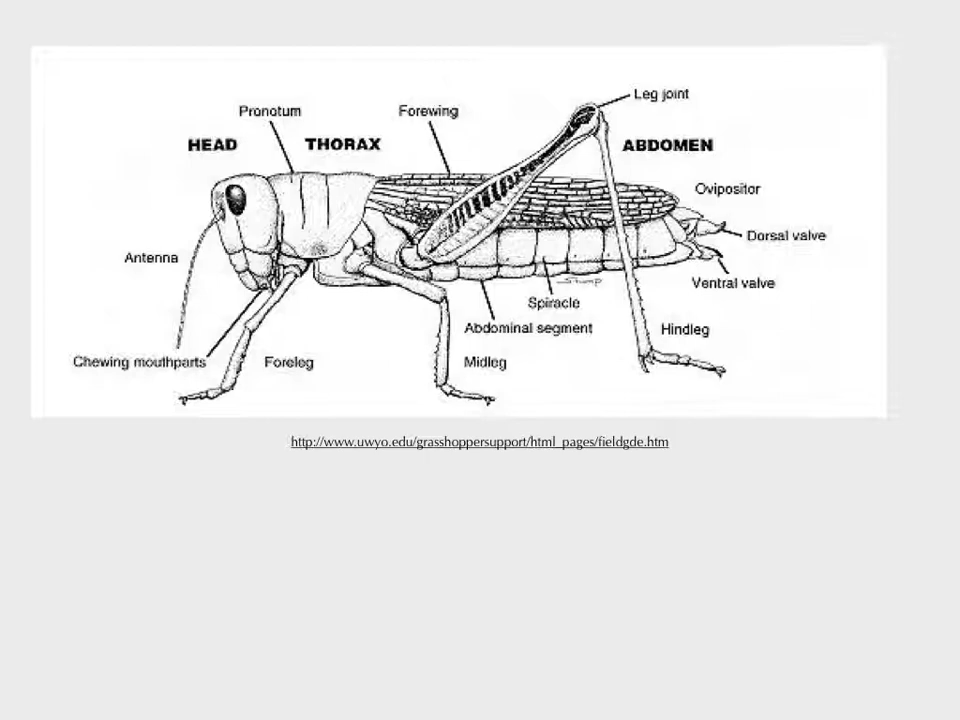 Leg joint
Pronotum
Forewing
HEAD
THORAX
ABDOMEN
Ovipositor
Dorsal valve
Antenna
Ventral valve
Spiracle
Abdominal segment
Hindleg
Chewing mouthparts
Foreleg
Midleg
http://www.uwyo.edu/grasshoppersupport/html_pages/fieldgde.htm